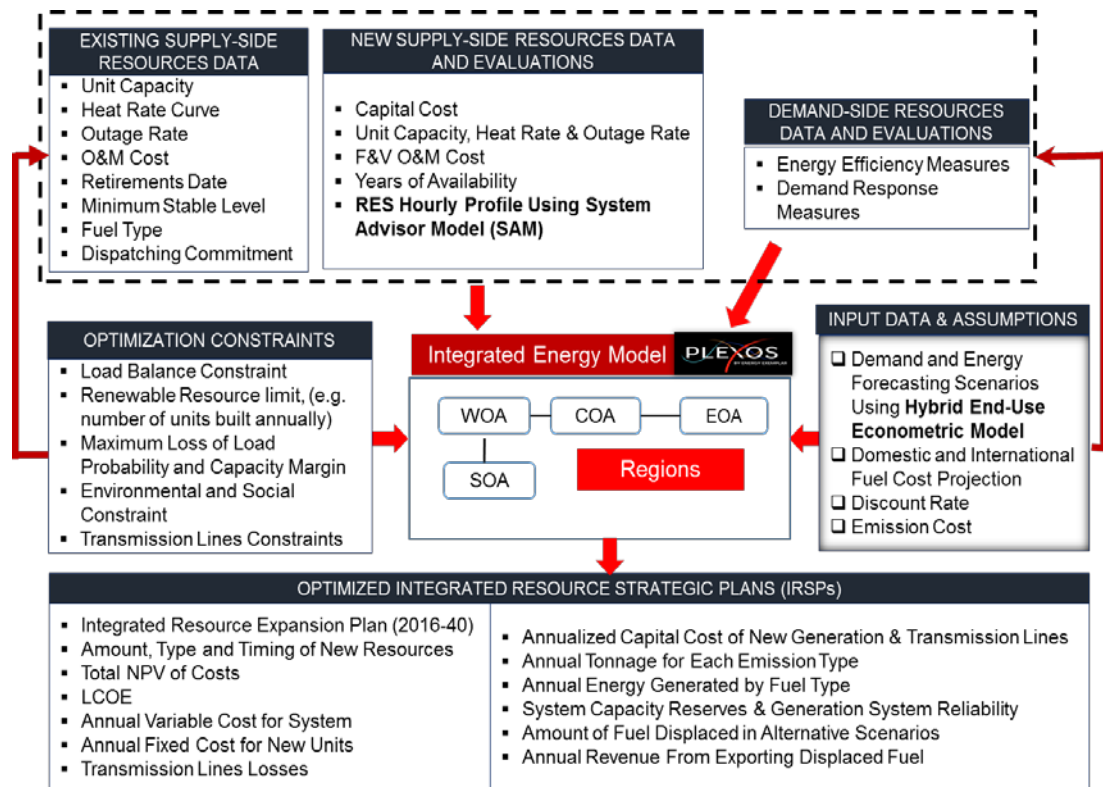 EXISTING SUPPLY-SIDE
RESOURCES DATA
▪ Unit Capacity
▪ Heat Rate Curve
▪ Outage Rate
▪ O&M Cost
▪ Retirements Date
▪ Minimum Stable Level
▪ Fuel Type
▪ Dispatching Commitment
NEW SUPPLY-SIDE RESOURCES DATA
AND EVALUATIONS
▪ Capital Cost
▪ Unit Capacity, Heat Rate & Outage Rate
▪ F&V O&M Cost
▪ Years of Availability
▪ RES Hourly Profile Using System
Advisor Model (SAM)
DEMAND-SIDE RESOURCES
DATA AND EVALUATIONS
▪ Energy Efficiency Measures
▪ Demand Response
Measures
OPTIMIZATION CONSTRAINTS
▪ Load Balance Constraint
▪ Renewable Resource limit, (e.g.
number of units built annually)
▪ Maximum Loss of Load
Probability and Capacity Margin
▪ Environmental and Social
Constraint
▪ Transmission Lines Constraints
Integrated Energy Model
PLEXOS
BY ENERGY EXEMPLAR
WOA
COA
EOA
SOA
Regions
INPUT DATA & ASSUMPTIONS
❑ Demand and Energy
Forecasting Scenarios
Using Hybrid End-Use
Econometric Model
❑ Domestic and International
Fuel Cost Projection
❑ Discount Rate
❑ Emission Cost
OPTIMIZED INTEGRATED RESOURCE STRATEGIC PLANS (IRSPs)
▪ Integrated Resource Expansion Plan (2016-40)
▪ Amount, Type and Timing of New Resources
▪ Total NPV of Costs
▪ LCOE
▪ Annual Variable Cost for System
▪ Annual Fixed Cost for New Units
▪ Transmission Lines Losses
▪ Annualized Capital Cost of New Generation & Transmission Lines
▪ Annual Tonnage for Each Emission Type
▪ Annual Energy Generated by Fuel Type
▪ System Capacity Reserves & Generation System Reliability
▪ Amount of Fuel Displaced in Alternative Scenarios
▪ Annual Revenue From Exporting Displaced Fuel